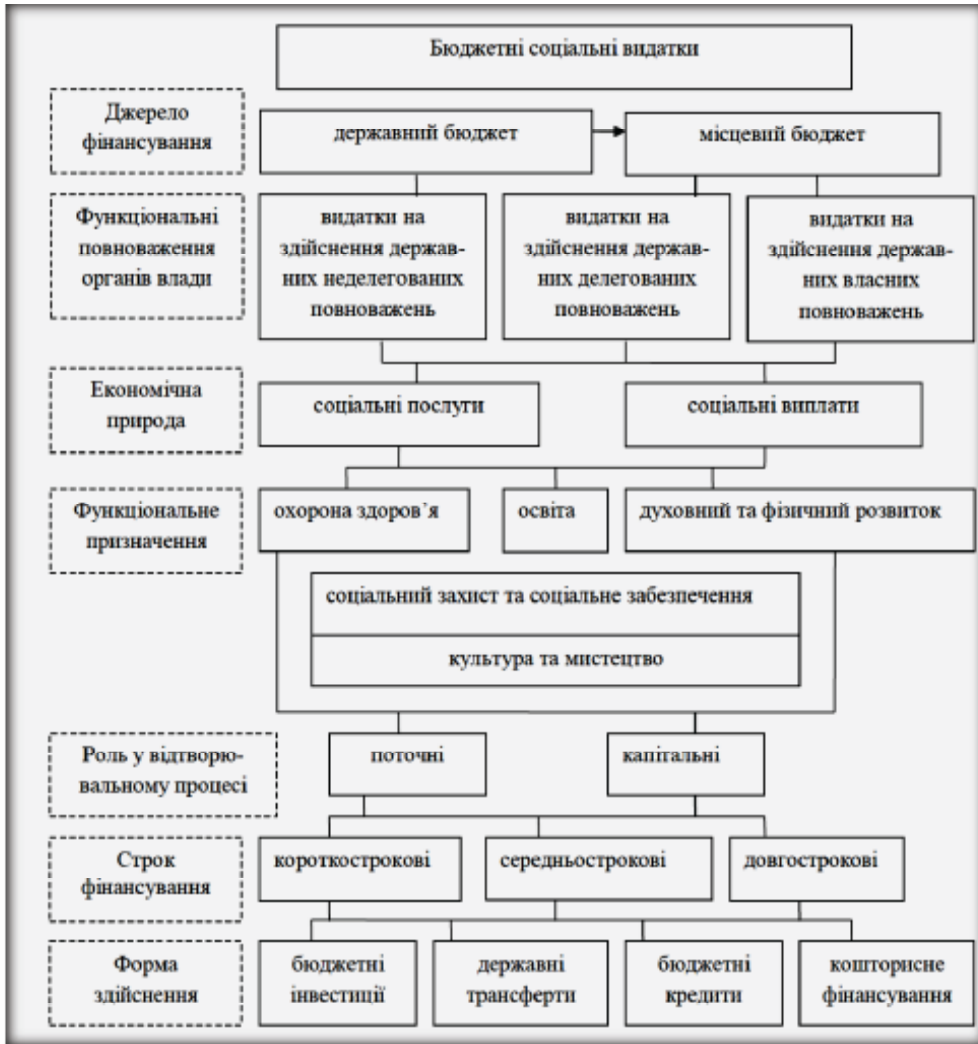 Бюджетні соціальні видатки
Джерело
фінансування
державний бюджет
місцевий бюджет
Функціональні
повноваження
органів влади
видатки на
здійснення держав-
них неделегованих
повноважень
видатки на
здійснення держав-
них делегованих
повноважень
видатки на
здійснення держав-
них власних
повноважень
Економічна
природа
соціальні послуги
соціальні виплати
Функціональне
призначення
охорона здоров’я
освіта
духовний та фізичний розвиток
соціальний захист та соціальне забезпечення
культура та мистецтво
Роль у відтворю-
вальному процесі
поточні
капітальні
Строк
фінансування
короткострокові
середньострокові
довгострокові
Форма
здійснення
бюджетні
інвестиції
державні
трансферти
бюджетні
кредити
кошторисне
фінансування